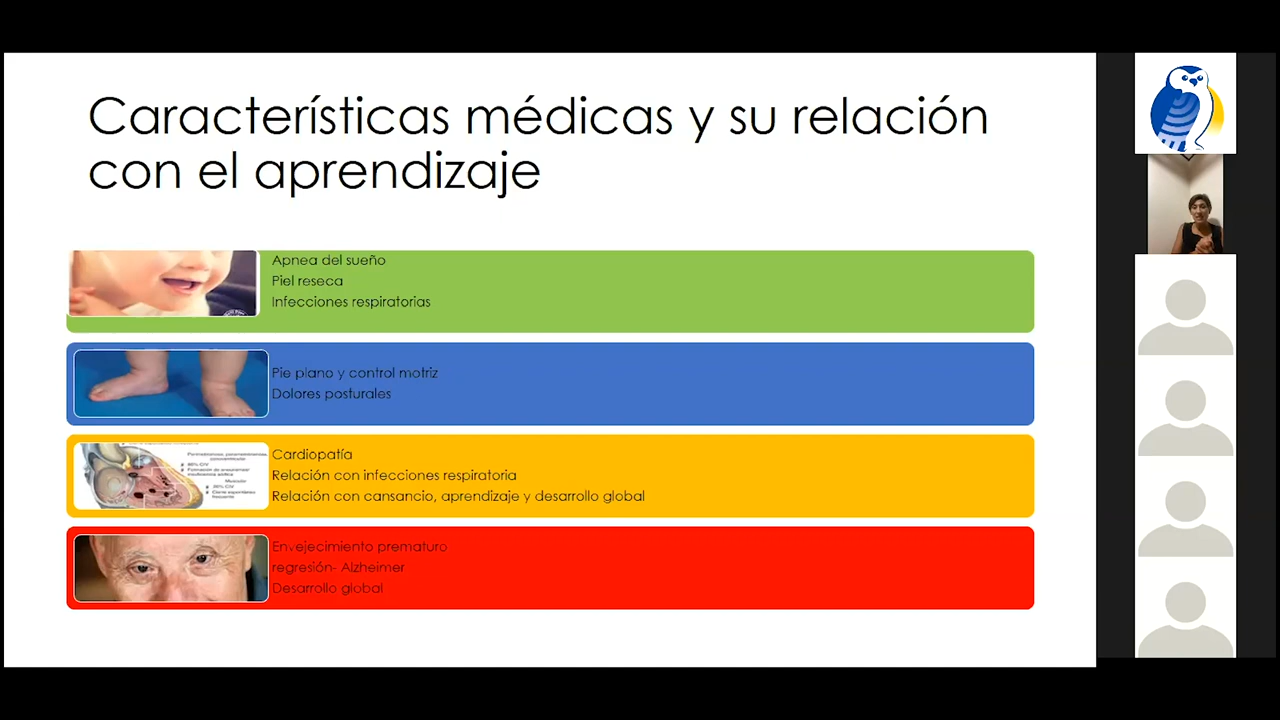 Características médicas y su relación
con el aprendizaje
Apnea del sueño
Piel reseca
Infecciones respiratorias
Pie plano y control motriz
Dolores posturales
Cardiopatía
Relación con infecciones respiratoria
Relación con cansancio, aprendizaje y desarrollo global
Envejecimiento prematuro
regresión- Alzheimer
Desarrollo global